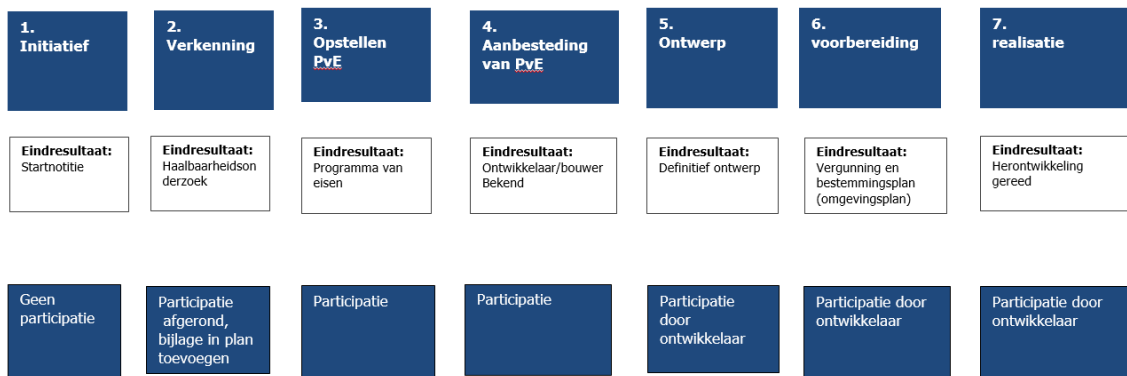 1.
Initiatief
2.
Verkenning
3.
Opstellen
PvE
4.
Aanbesteding
van PvE
5.
Ontwerp
6.
voorbereiding
7.
realisatie
Eindresultaat:
Startnotitie
Eindresultaat:
Haalbaarheidson
derzoek
Eindresultaat:
Programma van
eisen
Eindresultaat:
Ontwikkelaar/bouwer
Bekend
Eindresultaat:
Definitief ontwerp
Eindresultaat:
Vergunning en
bestemmingsplan
(omgevingsplan)
Eindresultaat:
Herontwikkeling
gereed
Geen
participatie
Participatie
afgerond,
bijlage in plan
toevoegen
Participatie
Participatie
Participatie
door
ontwikkelaar
Participatie door
ontwikkelaar
Participatie door
ontwikkelaar